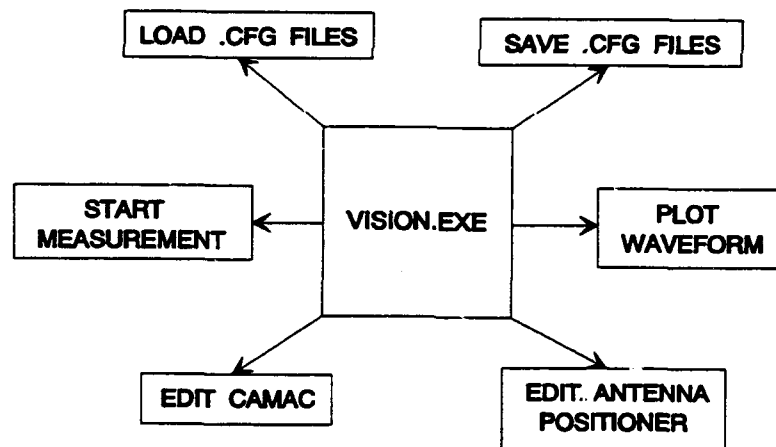 LOAD .CFG FILES
SAVE .CFG FILES
START
MEASUREMENT
VISION.EXE
PLOT
WAVEFORM
EDIT CAMAC
EDIT.. ANTENNA
POSITIONER